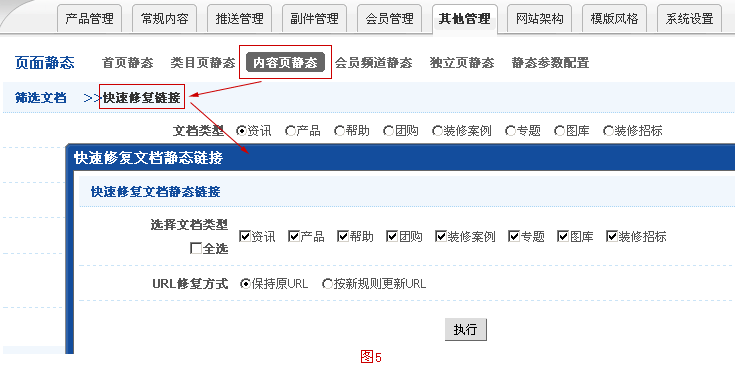 产品管理 常规内容 推送管理 副件管理 会员管理 其他管理 网站架构 模版风格 系统设置
页面静态 首页静态 类目页静态 内容页静态 会员频道静态 独立页静态 静态参数配置
筛选文档 >>快速修复链接
文档类型 资讯 产品 帮助 团购 装修案例 专题 图库 装修招标
快速修复文档静态链接
快速修复文档静态链接
选择文档类型
全选 资讯 产品 帮助 团购 装修案例 专题 图库 装修招标
URL修复方式 保持原URL 按新规则更新URL
执行
图5